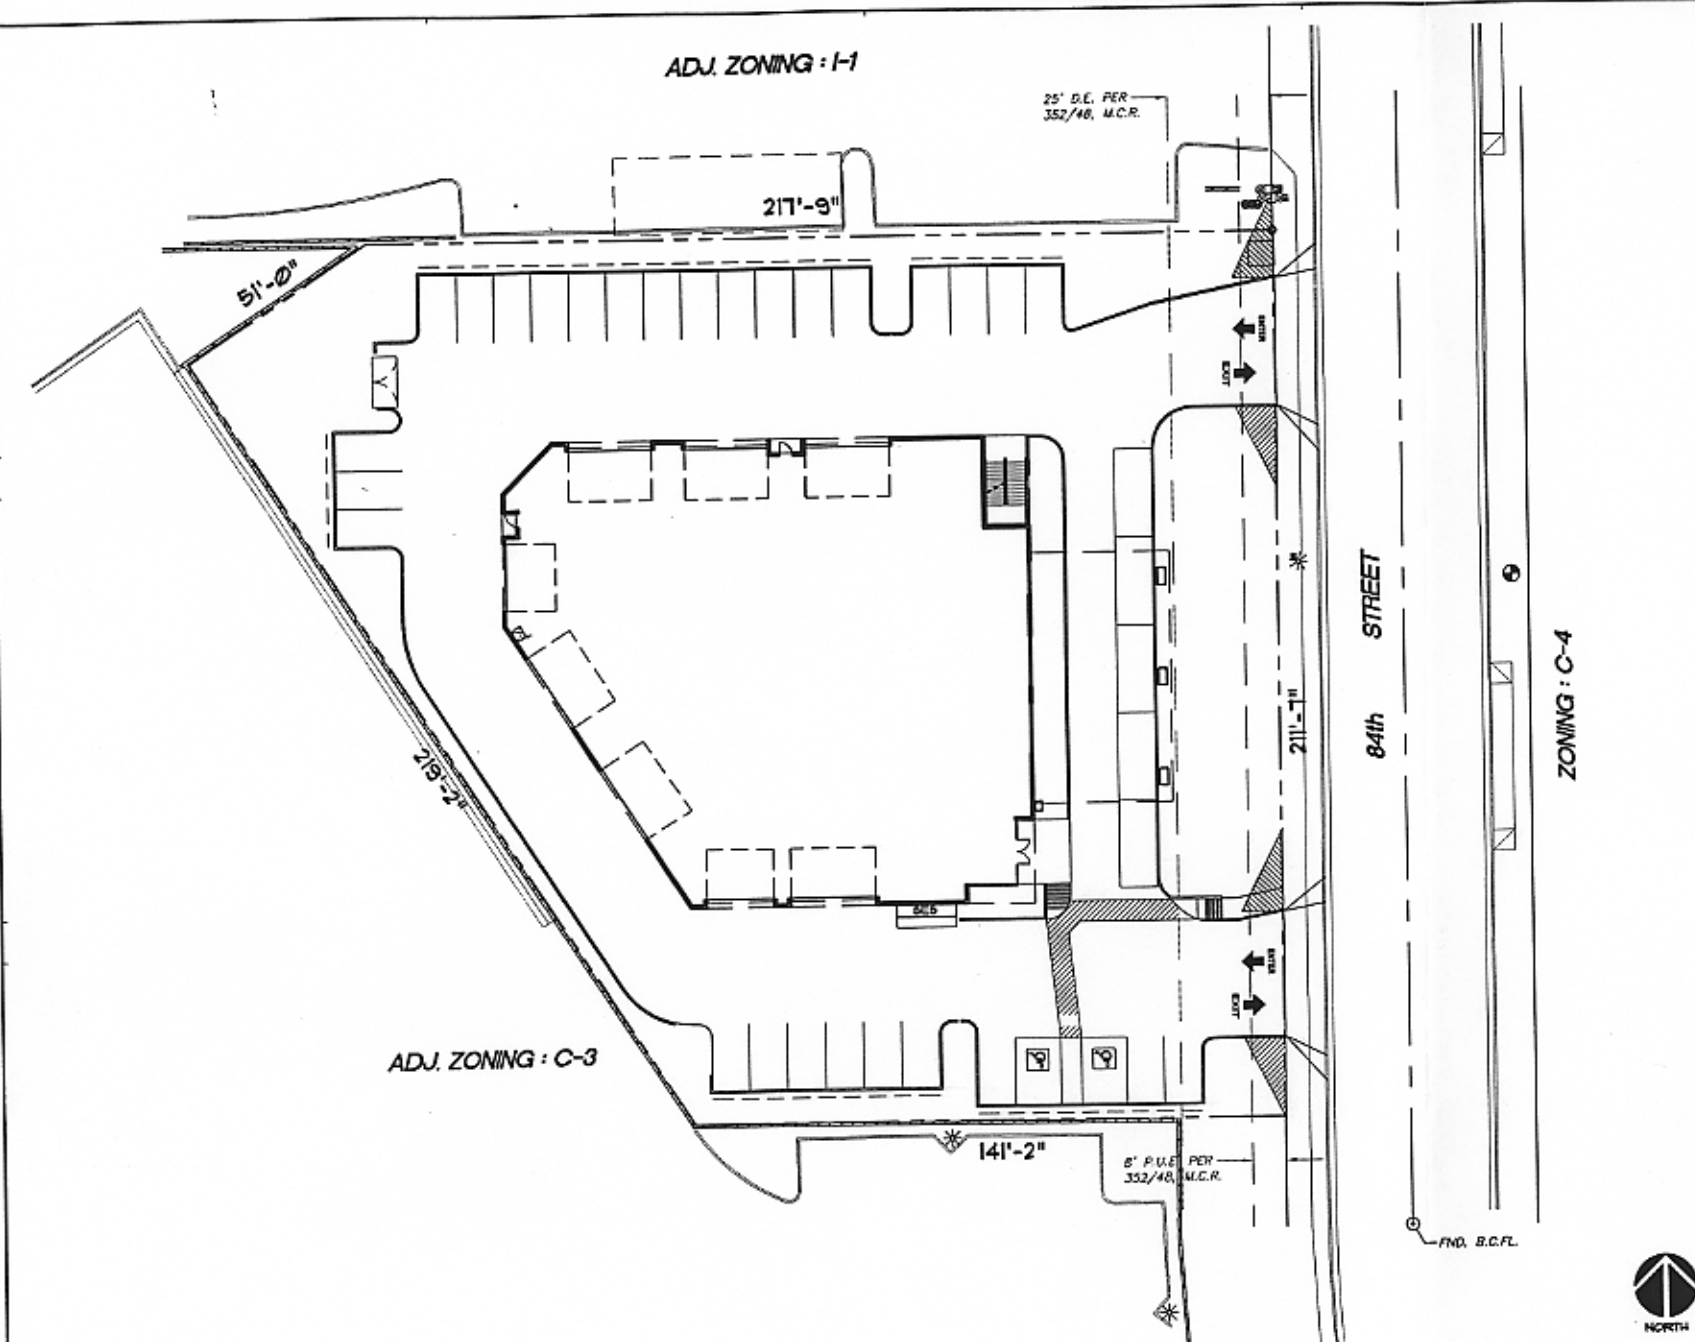 ADJ. ZONING : I-1
25' D.E. PER
352/48, M.C.R.
217'-9"
51'-0"
ENTER
EXIT
84th STREET
ZONING : C-4
211'-7"
219'-2"
SES
ENTER
EXIT
ADJ. ZONING : C-3
141'-2"
8' P.U.E. PER
352/48, M.C.R.
FND. B.C.FL.
NORTH